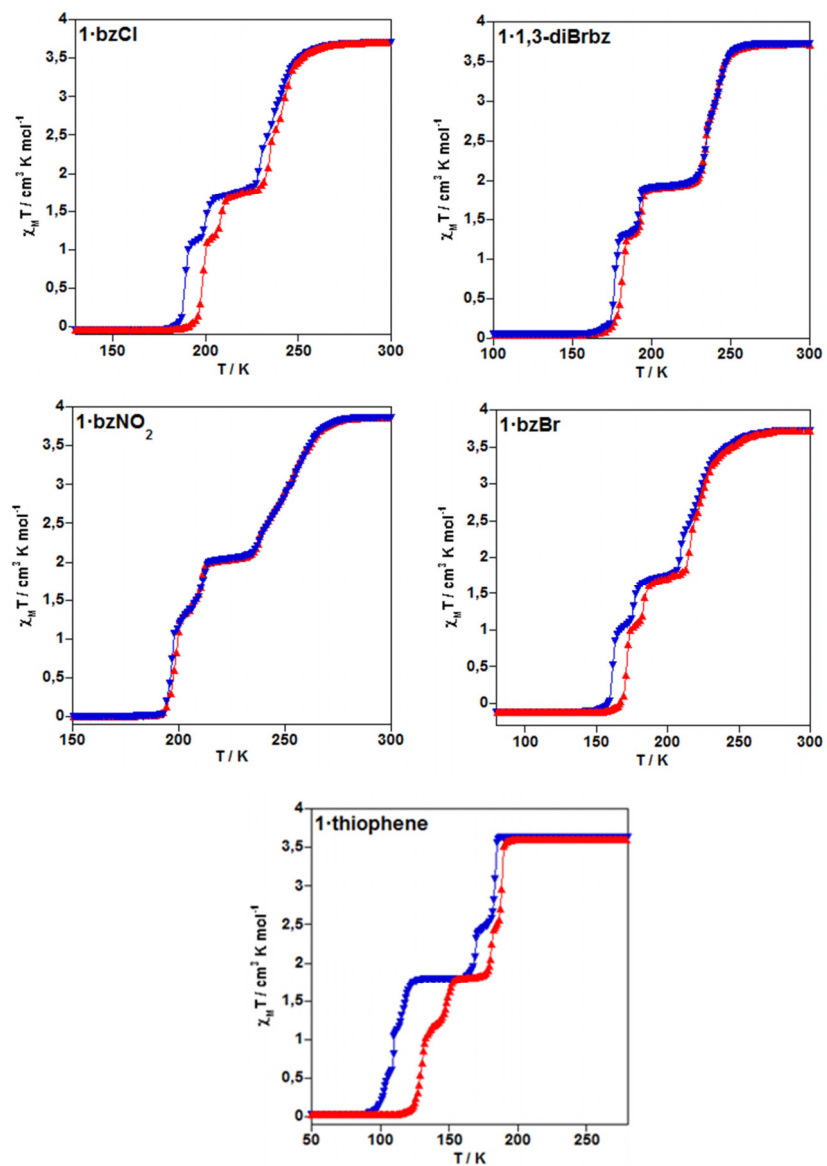 1·bzCl
4
3,5
3
2,5
2
1,5
1
0,5
0
χMT / cm³ K mol⁻¹
150 200 250 300
T / K
1·1,3-diBrbz
4
3,5
3
2,5
2
1,5
1
0,5
0
χMT / cm³ K mol⁻¹
100 150 200 250 300
T / K
1·bzNO₂
4
3,5
3
2,5
2
1,5
1
0,5
0
χMT / cm³ K mol⁻¹
150 200 250 300
T / K
1·bzBr
4
3,5
3
2,5
2
1,5
1
0,5
0
χMT / cm³ K mol⁻¹
100 150 200 250 300
T / K
1·thiophene
4
3,5
3
2,5
2
1,5
1
0,5
0
χMT / cm³ K mol⁻¹
50 100 150 200 250
T / K